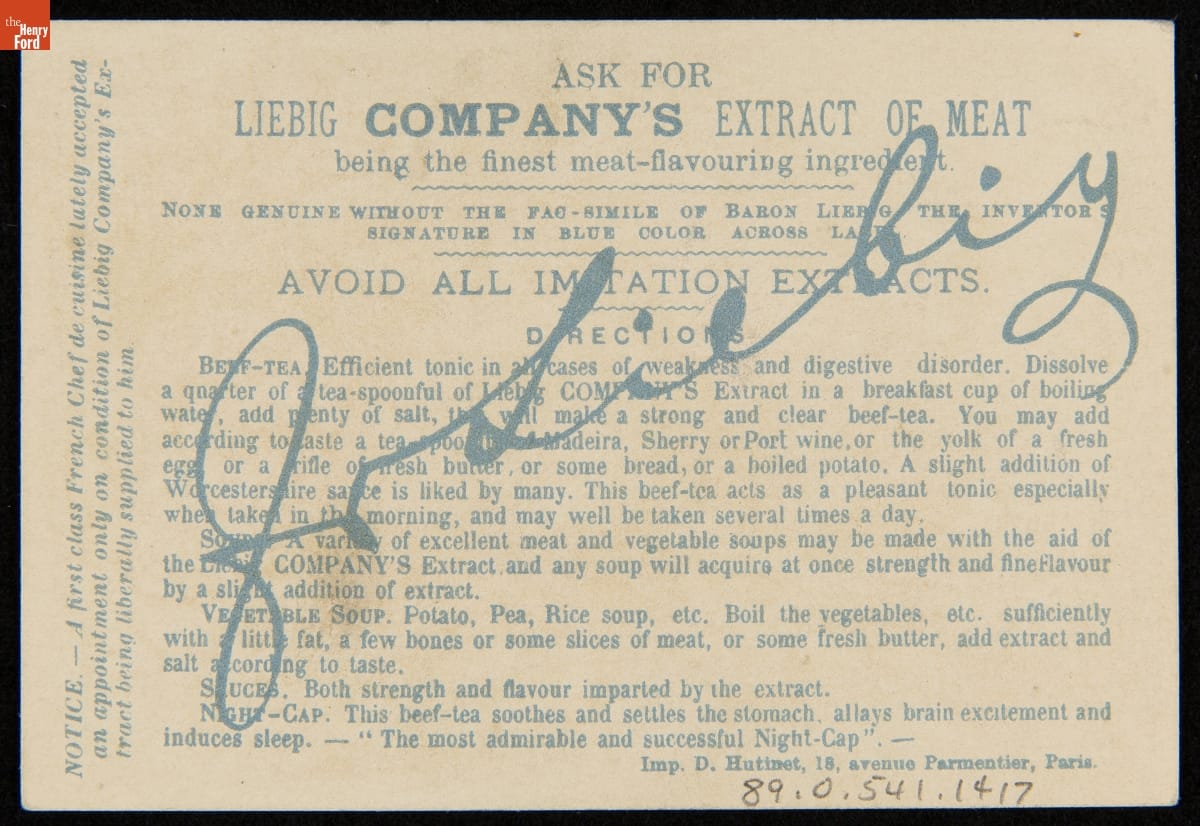 the
Henry
Ford
NOTICE. — A first class French Chef de cuisine lately accepted
an appointment only on condition of Liebig Company's Ex-
tract being liberally supplied to him.
ASK FOR
LIEBIG COMPANY'S EXTRACT OF MEAT
being the finest meat-flavouring ingredient.
NONE GENUINE WITHOUT THE FAC-SIMILE OF BARON LIEBIG THE INVENTOR'S
SIGNATURE IN BLUE COLOR ACROSS LABEL
AVOID ALL IMITATION EXTRACTS.
DIRECTIONS
BEEF-TEA. Efficient tonic in all cases of weakness and digestive disorder. Dissolve
a quarter of a tea-spoonful of Liebig COMPANY'S Extract in a breakfast cup of boiling
water, add plenty of salt, this will make a strong and clear beef-tea. You may add
according to taste a tea-spoonful of Madeira, Sherry or Port wine, or the yolk of a fresh
egg, or a trifle of fresh butter, or some bread, or a boiled potato. A slight addition of
Worcestershire sauce is liked by many. This beef-tea acts as a pleasant tonic especially
when taken in the morning, and may well be taken several times a day.
SOUPS. A variety of excellent meat and vegetable soups may be made with the aid of
the Liebig COMPANY'S Extract and any soup will acquire at once strength and fine Flavour
by a slight addition of extract.
VEGETABLE SOUP. Potato, Pea, Rice soup, etc. Boil the vegetables, etc. sufficiently
with a little fat, a few bones or some slices of meat, or some fresh butter, add extract and
salt according to taste.
SAUCES. Both strength and flavour imparted by the extract.
NIGHT-CAP. This beef-tea soothes and settles the stomach, allays brain excitement and
induces sleep. — " The most admirable and successful Night-Cap ". —
Imp. D. Hutinet, 18, avenue Parmentier, Paris.
J v Liebig
89.0.541.1417